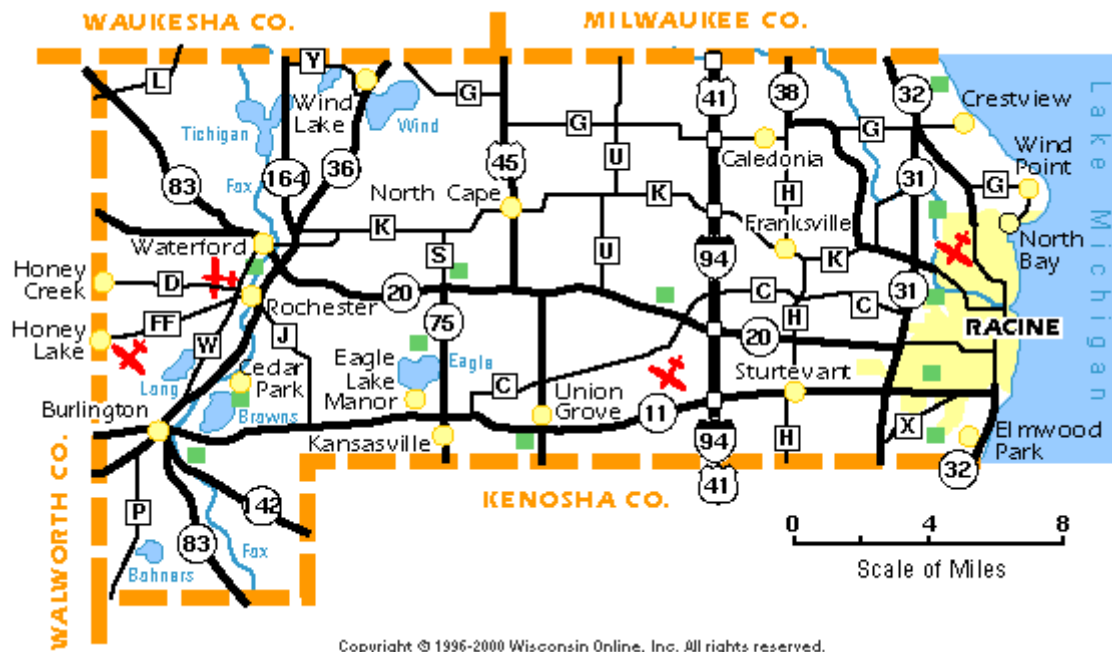 WAUKESHA CO.
MILWAUKEE CO.
Y
L
Wind
Lake
G
41
38
32
Crestview
Tichigan
Wind
G
G
Caledonia
Wind
Point
45
U
83
164
36
Fox
North Cape
H
31
G
K
K
Franksville
Waterford
K
S
U
94
K
North
Bay
Honey
Creek
D
20
C
C
31
Rochester
H
RACINE
Honey
Lake
FF
W
J
75
20
Cedar
Park
Eagle
Lake
Manor
Eagle
Long
C
Union
Grove
Sturtevant
Burlington
Browns
11
X
Kansasville
94
H
Elmwood
Park
32
41
P
142
KENOSHA CO.
83
Fox
Bohners
WALWORTH CO.
Lake Michigan
0 4 8
Scale of Miles
Copyright © 1996-2000 Wisconsin Online, Inc. All rights reserved.